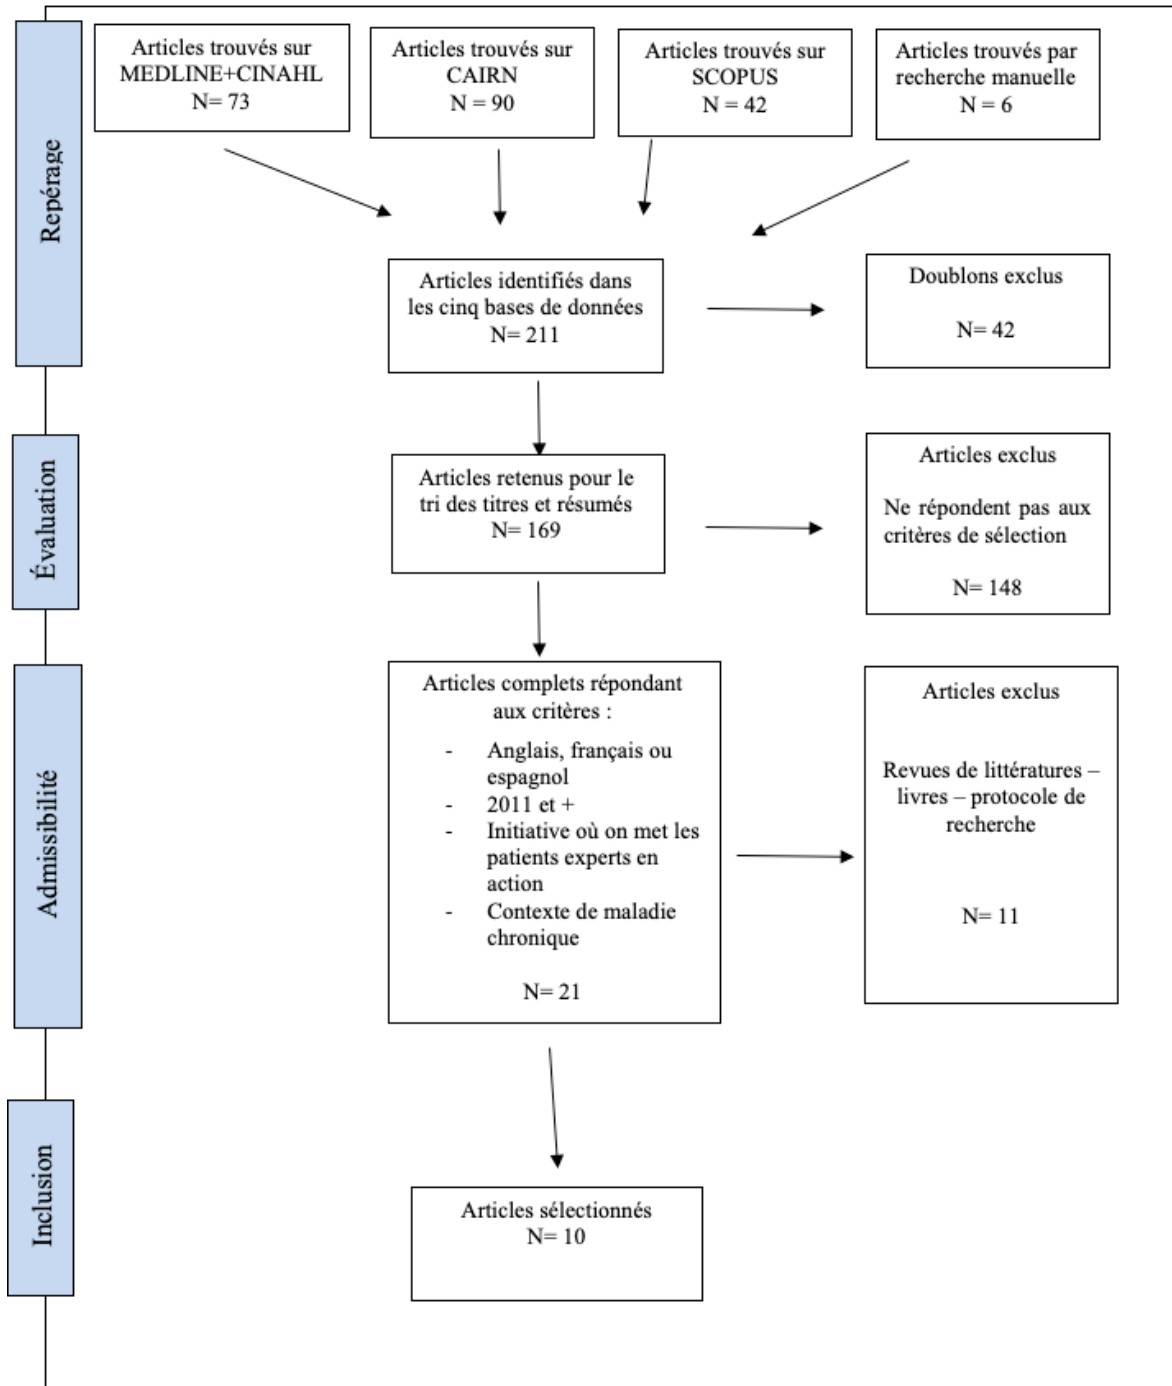 Repérage
Articles trouvés sur
MEDLINE+CINAHL
N= 73
Articles trouvés sur
CAIRN
N = 90
Articles trouvés sur
SCOPUS
N = 42
Articles trouvés par
recherche manuelle
N = 6
Articles identifiés dans
les cinq bases de données
N= 211
Doublons exclus
N= 42
Évaluation
Articles retenus pour le
tri des titres et résumés
N= 169
Articles exclus
Ne répondent pas aux
critères de sélection
N= 148
Admissibilité
Articles complets répondant
aux critères :
- Anglais, français ou
espagnol
- 2011 et +
- Initiative où on met les
patients experts en
action
- Contexte de maladie
chronique
N= 21
Articles exclus
Revues de littératures –
livres – protocole de
recherche
N= 11
Inclusion
Articles sélectionnés
N= 10